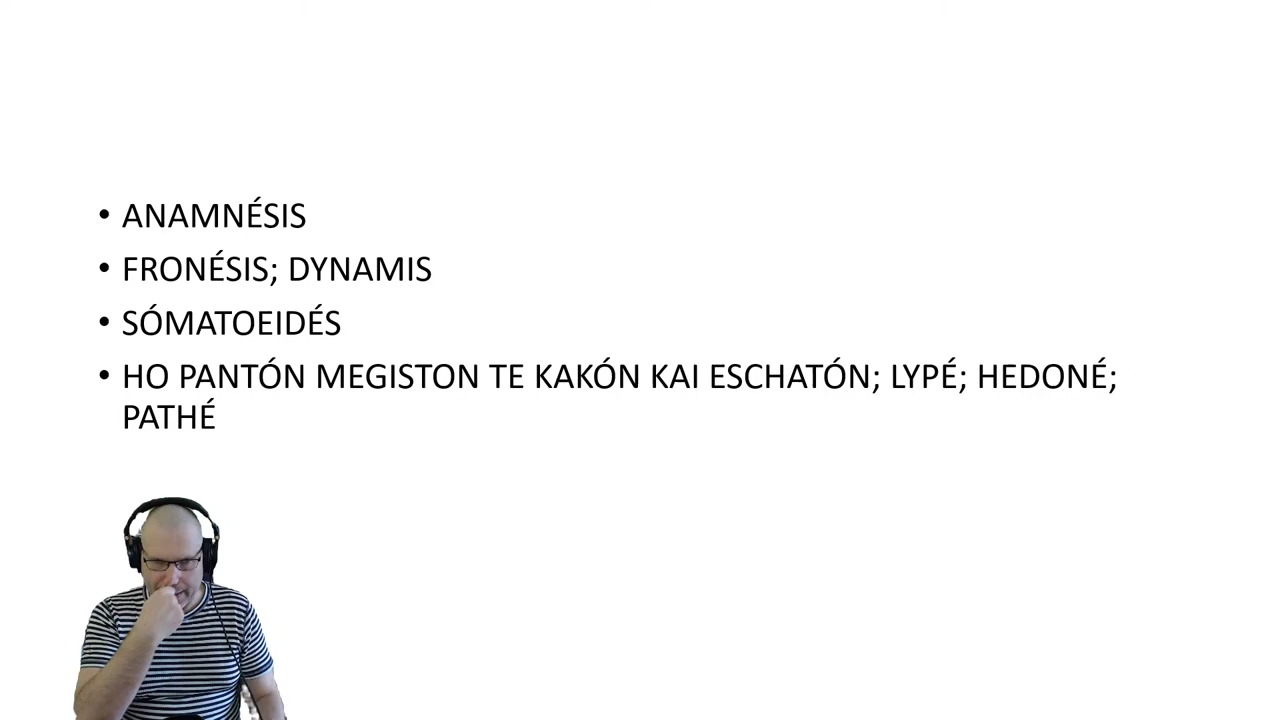 • ANAMNÉSIS
• FRONÉSIS; DYNAMIS
• SÓMATOEIDÉS
• HO PANTÓN MEGISTON TE KAKÓN KAI ESCHATÓN; LYPÉ; HEDONÉ;
PATHÉ